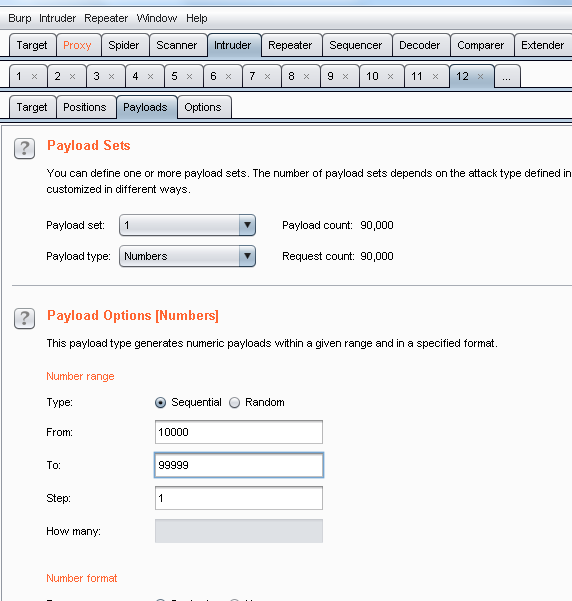 Burp Intruder Repeater Window Help
Target Proxy Spider Scanner Intruder Repeater Sequencer Decoder Comparer Extender
1 × 2 × 3 × 4 × 5 × 6 × 7 × 8 × 9 × 10 × 11 × 12 × ...
Target Positions Payloads Options
? Payload Sets
You can define one or more payload sets. The number of payload sets depends on the attack type defined in
customized in different ways.
Payload set: 1 Payload count: 90,000
Payload type: Numbers Request count: 90,000
? Payload Options [Numbers]
This payload type generates numeric payloads within a given range and in a specified format.
Number range
Type: Sequential Random
From: 10000
To: 99999
Step: 1
How many:
Number format